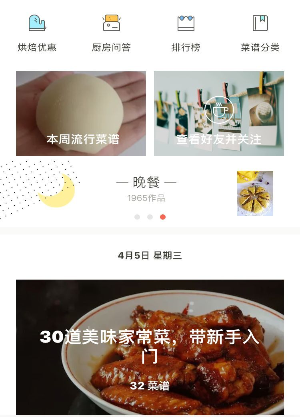 烘焙优惠 厨房问答 排行榜 菜谱分类
本周流行菜谱
查看好友并关注
— 晚餐 —
1965作品
4月5日 星期三
30道美味家常菜，带新手入
门
32 菜谱